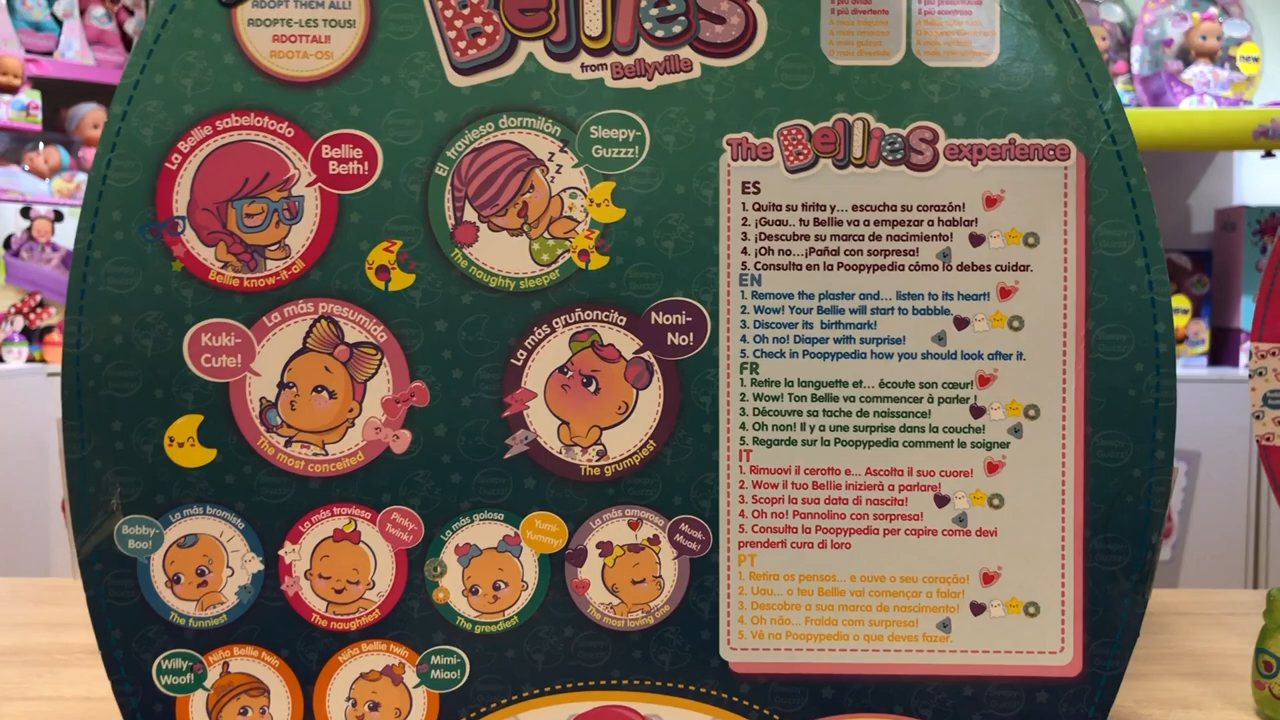 ADOPT THEM ALL!
ADOPTE-LES TOUS!
ADOTTALI!
ADOTA-OS!
Bellies
from Bellyville
Il più divertente
A mais amorosa
A mais gulosa
O mais divertido
La Bellie sabelotodo
Bellie
Beth!
Bellie know-it-all
El travieso dormilón
Sleepy-
Guzzz!
The naughty sleeper
Kuki-
Cute!
La más presumida
The most conceited
La más gruñoncita
Noni-
No!
The grumpiest
Bobby-
Boo!
La más bromista
The funniest
La más traviesa
Pinky-
Twink!
The naughtiest
La más golosa
Yumi-
Yummy!
The greediest
La más amorosa
Muak-
Muak!
The most loving one
Willy-
Woof!
Niño Bellie twin
Niña Bellie twin
Mimi-
Miao!
The Bellies experience
ES
1. Quita su tirita y... escucha su corazón!
2. ¡Guau.. tu Bellie va a empezar a hablar!
3. ¡Descubre su marca de nacimiento!
4. ¡Oh no...¡Pañal con sorpresa!
5. Consulta en la Poopypedia cómo lo debes cuidar.
EN
1. Remove the plaster and... listen to its heart!
2. Wow! Your Bellie will start to babble.
3. Discover its birthmark!
4. Oh no! Diaper with surprise!
5. Check in Poopypedia how you should look after it.
FR
1. Retire la languette et... écoute son cœur!
2. Wow! Ton Bellie va commencer à parler !
3. Découvre sa tache de naissance!
4. Oh non! Il y a une surprise dans la couche!
5. Regarde sur la Poopypedia comment le soigner
IT
1. Rimuovi il cerotto e... Ascolta il suo cuore!
2. Wow il tuo Bellie inizierà a parlare!
3. Scopri la sua data di nascita!
4. Oh no! Pannolino con sorpresa!
5. Consulta la Poopypedia per capire come devi
prenderti cura di loro
PT
1. Retira os pensos... e ouve o seu coração!
2. Uau... o teu Bellie vai começar a falar!
3. Descobre a sua marca de nascimento!
4. Oh não... Fralda com surpresa!
5. Vê na Poopypedia o que deves fazer.
new
new